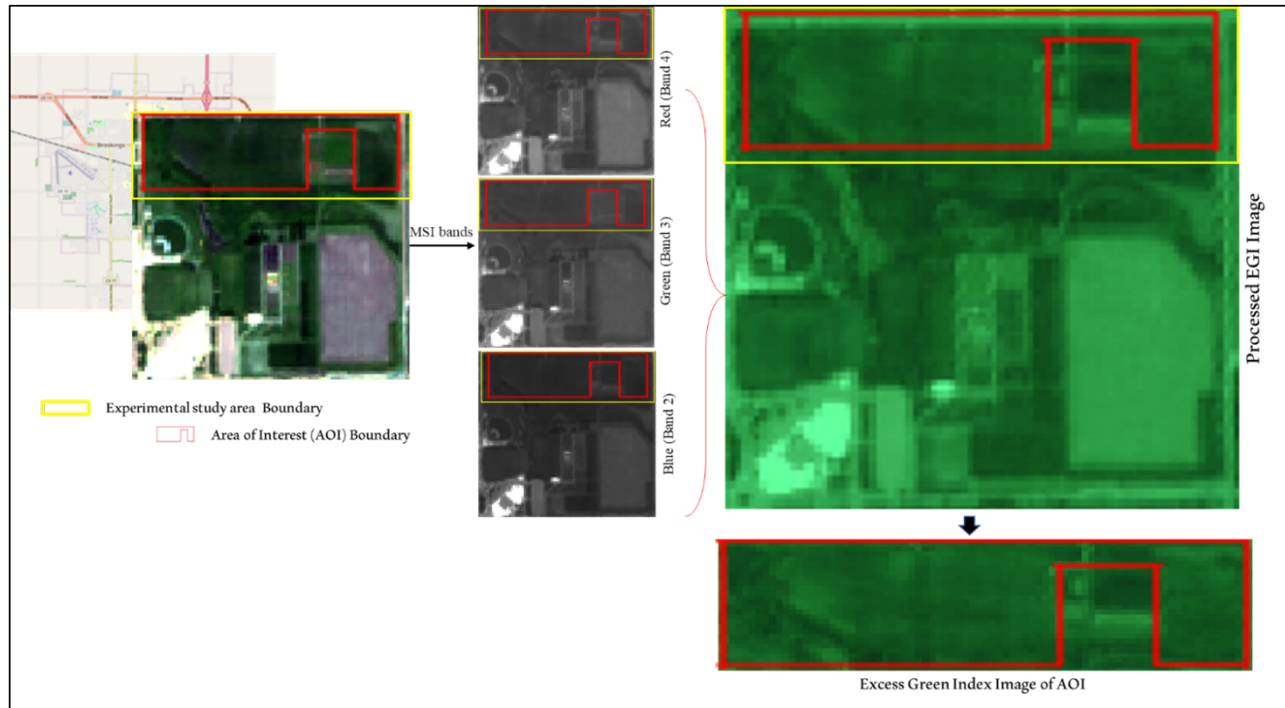 Brookings
MSI bands
Experimental study area Boundary
Area of Interest (AOI) Boundary
Red (Band 4)
Green (Band 3)
Blue (Band 2)
Processed EGI Image
Excess Green Index Image of AOI